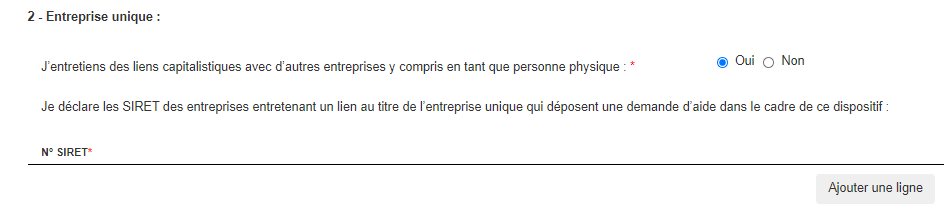 2 - Entreprise unique :
J'entretiens des liens capitalistiques avec d'autres entreprises y compris en tant que personne physique : * Oui Non
Je déclare les SIRET des entreprises entretenant un lien au titre de l'entreprise unique qui déposent une demande d'aide dans le cadre de ce dispositif :
N° SIRET*
Ajouter une ligne